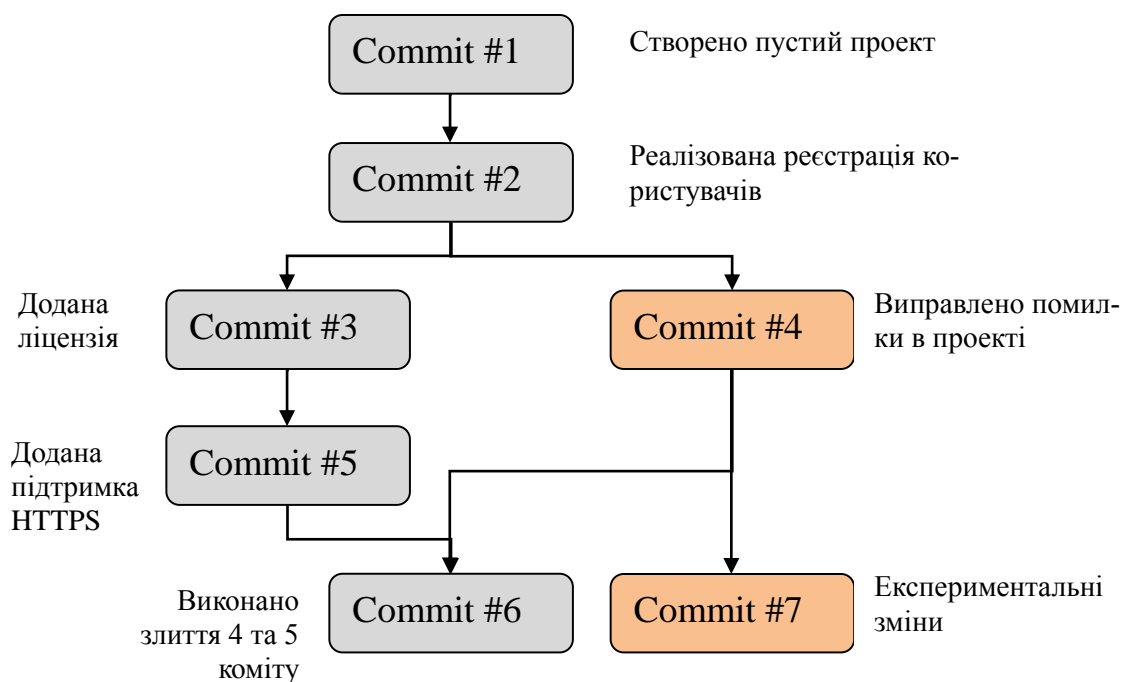 Commit #1
Створено пустий проект
Commit #2
Реалізована реєстрація ко-
ристувачів
Додана
ліцензія
Commit #3
Commit #4
Виправлено помил-
ки в проекті
Додана
підтримка
HTTPS
Commit #5
Виконано
злиття 4 та 5
коміту
Commit #6
Commit #7
Експериментальні
зміни